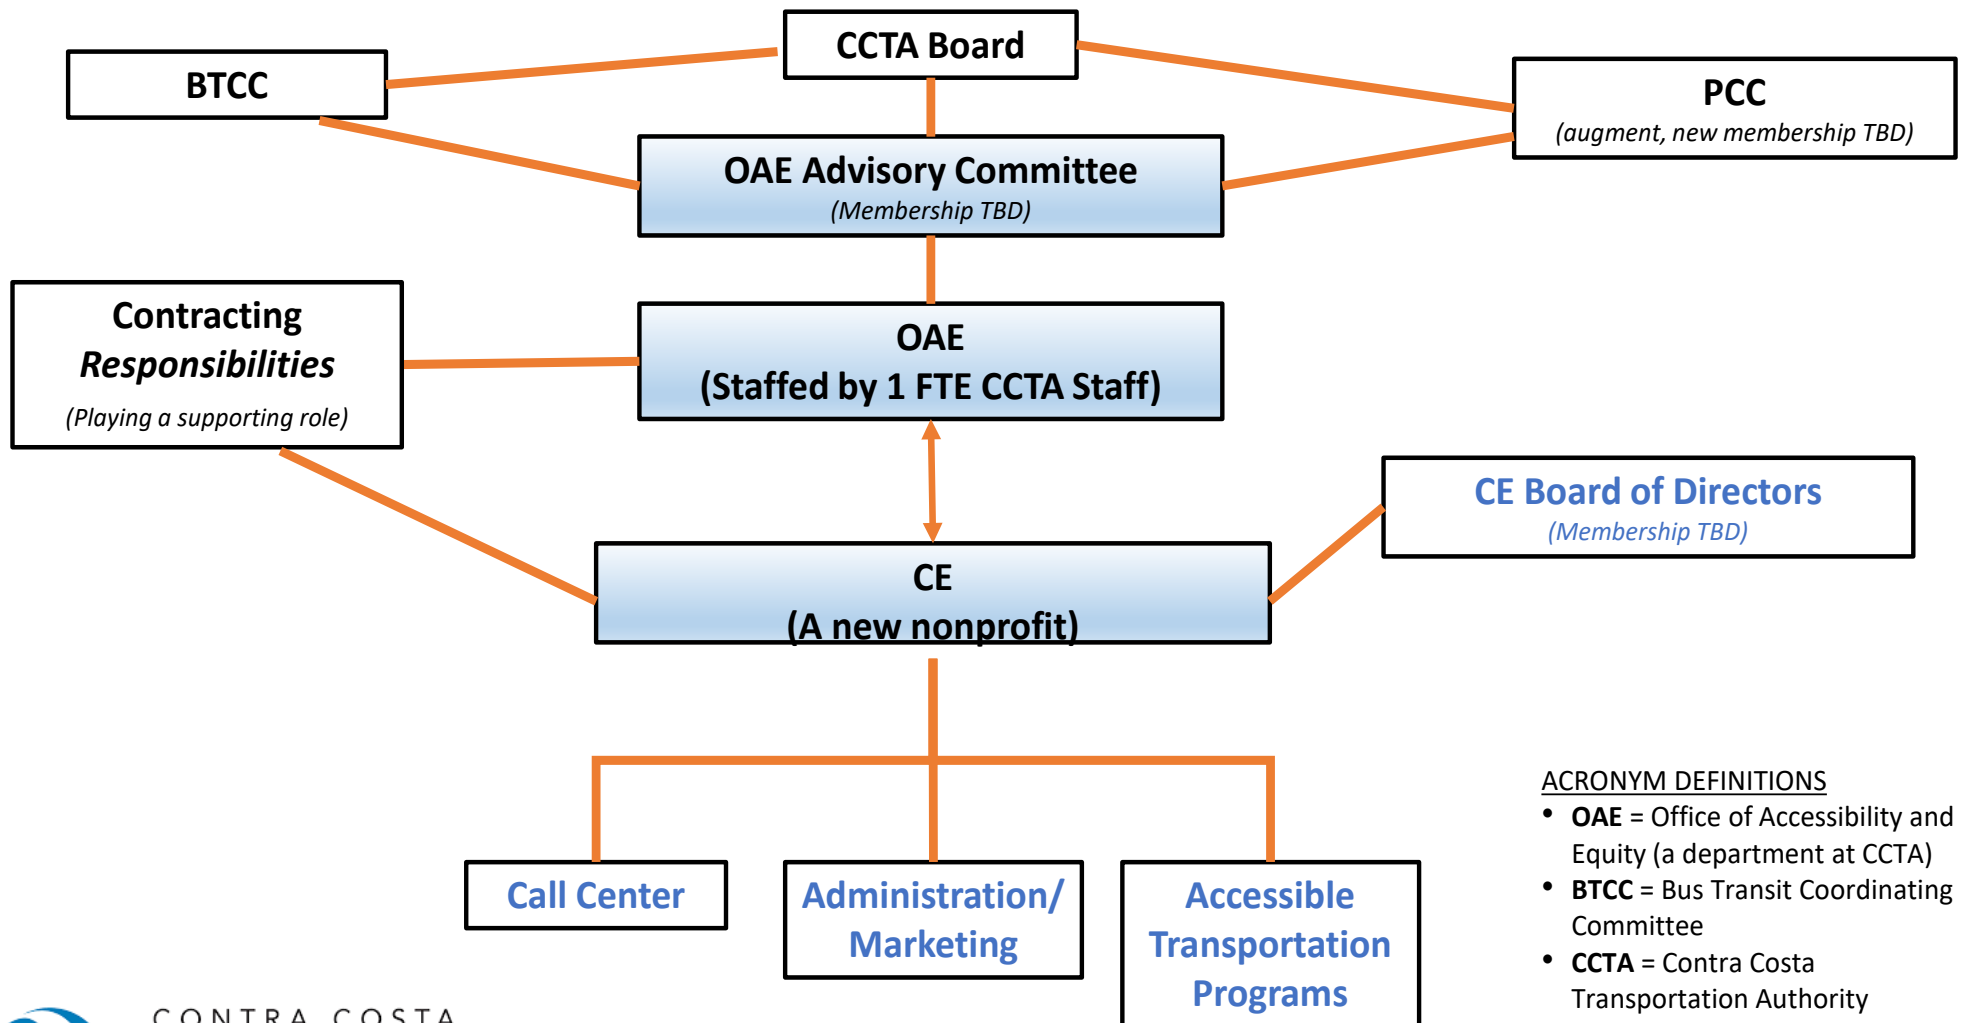 CCTA Board
BTCC
PCC
(augment, new membership TBD)
OAE Advisory Committee
(Membership TBD)
Contracting
Responsibilities
(Playing a supporting role)
OAE
(Staffed by 1 FTE CCTA Staff)
CE Board of Directors
(Membership TBD)
CE
(A new nonprofit)
Call Center
Administration/
Marketing
Accessible
Transportation
Programs
ACRONYM DEFINITIONS
• OAE = Office of Accessibility and
Equity (a department at CCTA)
• BTCC = Bus Transit Coordinating
Committee
• CCTA = Contra Costa
Transportation Authority
CONTRA COSTA